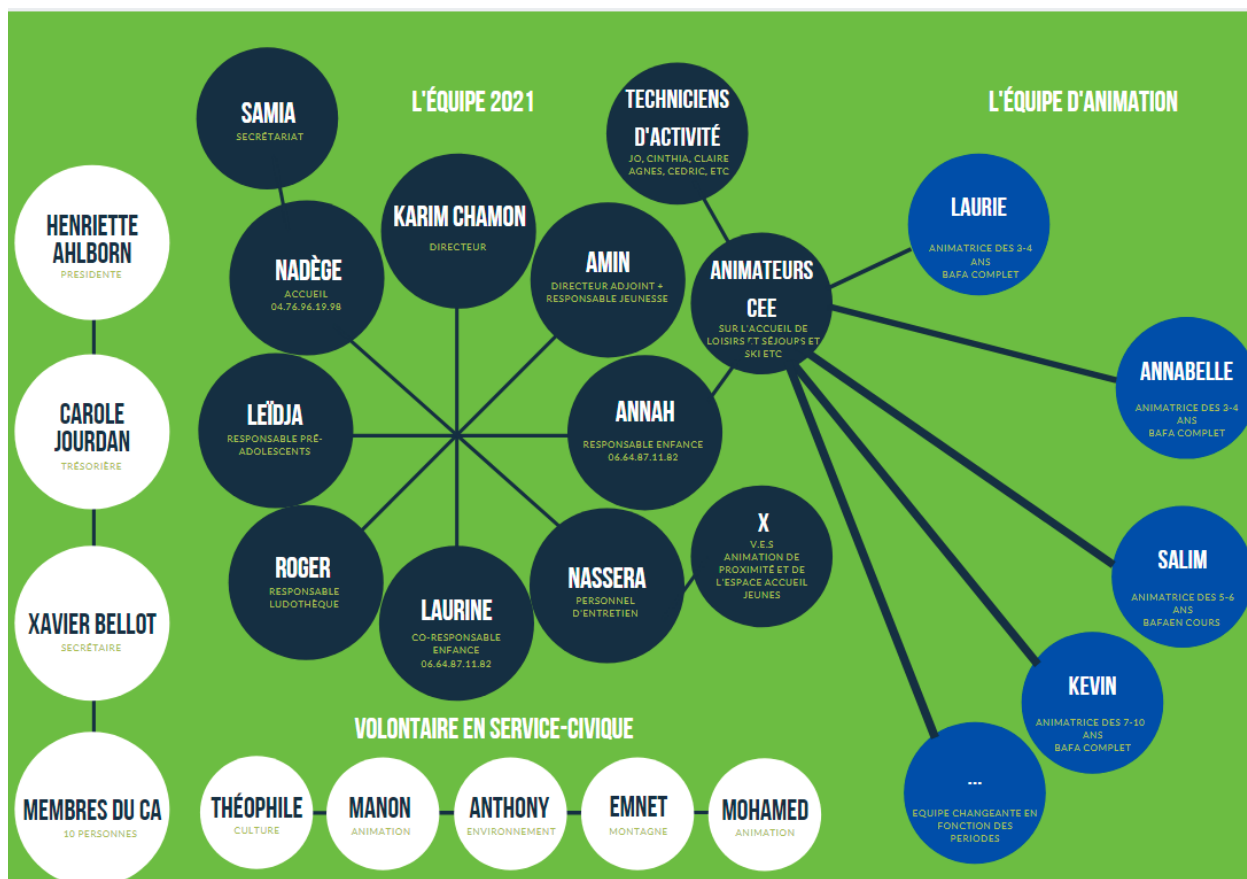 L'ÉQUIPE 2021
L'ÉQUIPE D'ANIMATION
HENRIETTE
AHLBORN
PRESIDENTE
CAROLE
JOURDAN
TRÉSORIÈRE
XAVIER BELLOT
SECRÉTAIRE
MEMBRES DU CA
10 PERSONNES
SAMIA
SECRÉTARIAT
NADÈGE
ACCUEIL
04.76.96.19.98
KARIM CHAMON
DIRECTEUR
AMIN
DIRECTEUR ADJOINT +
RESPONSABLE JEUNESSE
LEÏDJA
RESPONSABLE PRÉ-
ADOLESCENTS
ANNAH
RESPONSABLE ENFANCE
06.64.87.11.82
ROGER
RESPONSABLE
LUDOTHÈQUE
LAURINE
CO-RESPONSABLE
ENFANCE
06.64.87.11.82
NASSERA
PERSONNEL
D'ENTRETIEN
TECHNICIENS
D'ACTIVITÉ
JO, CINTHIA, CLAIRE
AGNES, CEDRIC, ETC
ANIMATEURS
CEE
SUR L'ACCUEIL DE
LOISIRS ET SÉJOUPS ET
SKI ETC
X
V.E.S
ANIMATION DE
PROXIMITÉ ET DE
L'ESPACE ACCUEIL
JEUNES
LAURIE
ANIMATRICE DES 3-4
ANS
BAFA COMPLET
ANNABELLE
ANIMATRICE DES 3-4
ANS
BAFA COMPLET
SALIM
ANIMATRICE DES 5-6
ANS
BAFAEN COURS
KEVIN
ANIMATRICE DES 7-10
ANS
BAFA COMPLET
...
EQUIPE CHANGEANTE EN
FONCTION DES
PERIODES
VOLONTAIRE EN SERVICE-CIVIQUE
THÉOPHILE
CULTURE
MANON
ANIMATION
ANTHONY
ENVIRONNEMENT
EMNET
MONTAGNE
MOHAMED
ANIMATION